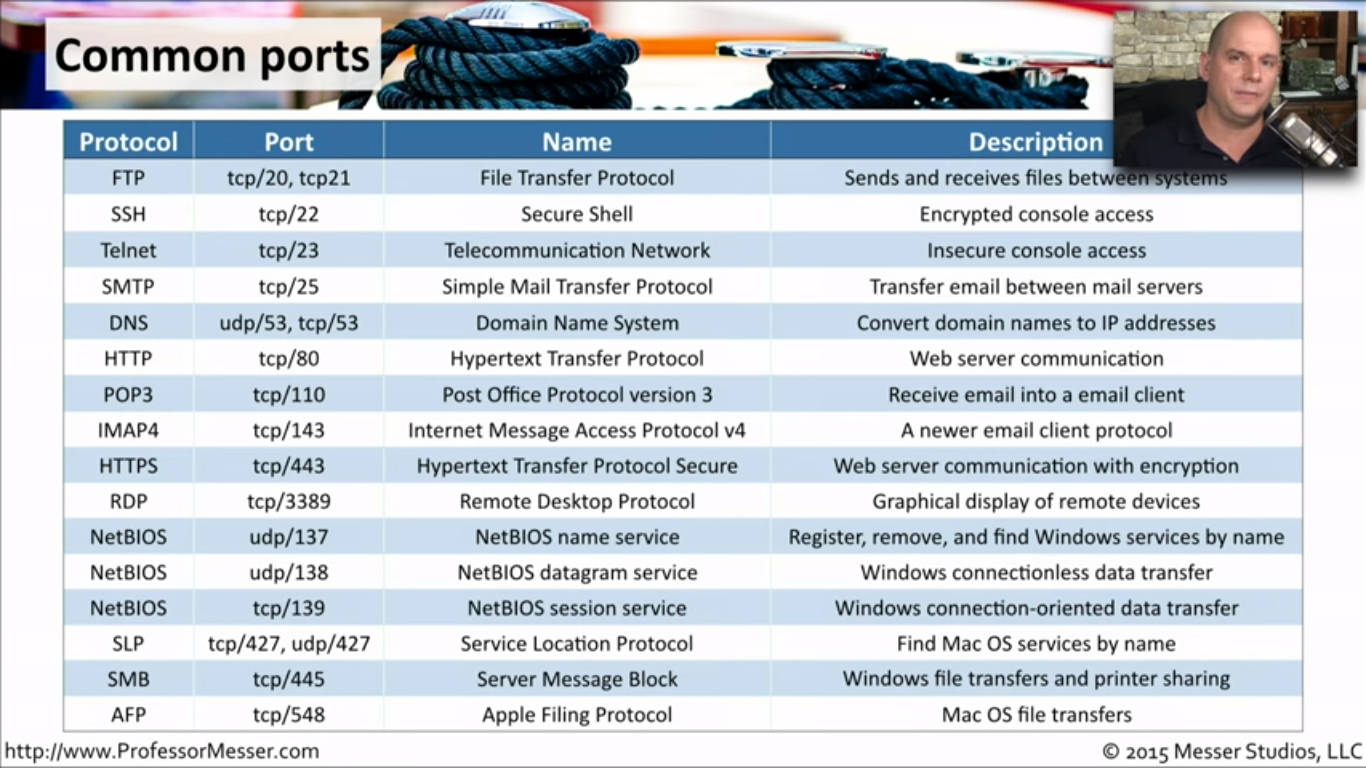 Common ports
Protocol Port Name Description
FTP tcp/20, tcp21 File Transfer Protocol Sends and receives files between systems
SSH tcp/22 Secure Shell Encrypted console access
Telnet tcp/23 Telecommunication Network Insecure console access
SMTP tcp/25 Simple Mail Transfer Protocol Transfer email between mail servers
DNS udp/53, tcp/53 Domain Name System Convert domain names to IP addresses
HTTP tcp/80 Hypertext Transfer Protocol Web server communication
POP3 tcp/110 Post Office Protocol version 3 Receive email into a email client
IMAP4 tcp/143 Internet Message Access Protocol v4 A newer email client protocol
HTTPS tcp/443 Hypertext Transfer Protocol Secure Web server communication with encryption
RDP tcp/3389 Remote Desktop Protocol Graphical display of remote devices
NetBIOS udp/137 NetBIOS name service Register, remove, and find Windows services by name
NetBIOS udp/138 NetBIOS datagram service Windows connectionless data transfer
NetBIOS tcp/139 NetBIOS session service Windows connection-oriented data transfer
SLP tcp/427, udp/427 Service Location Protocol Find Mac OS services by name
SMB tcp/445 Server Message Block Windows file transfers and printer sharing
AFP tcp/548 Apple Filing Protocol Mac OS file transfers
http://www.ProfessorMesser.com © 2015 Messer Studios, LLC